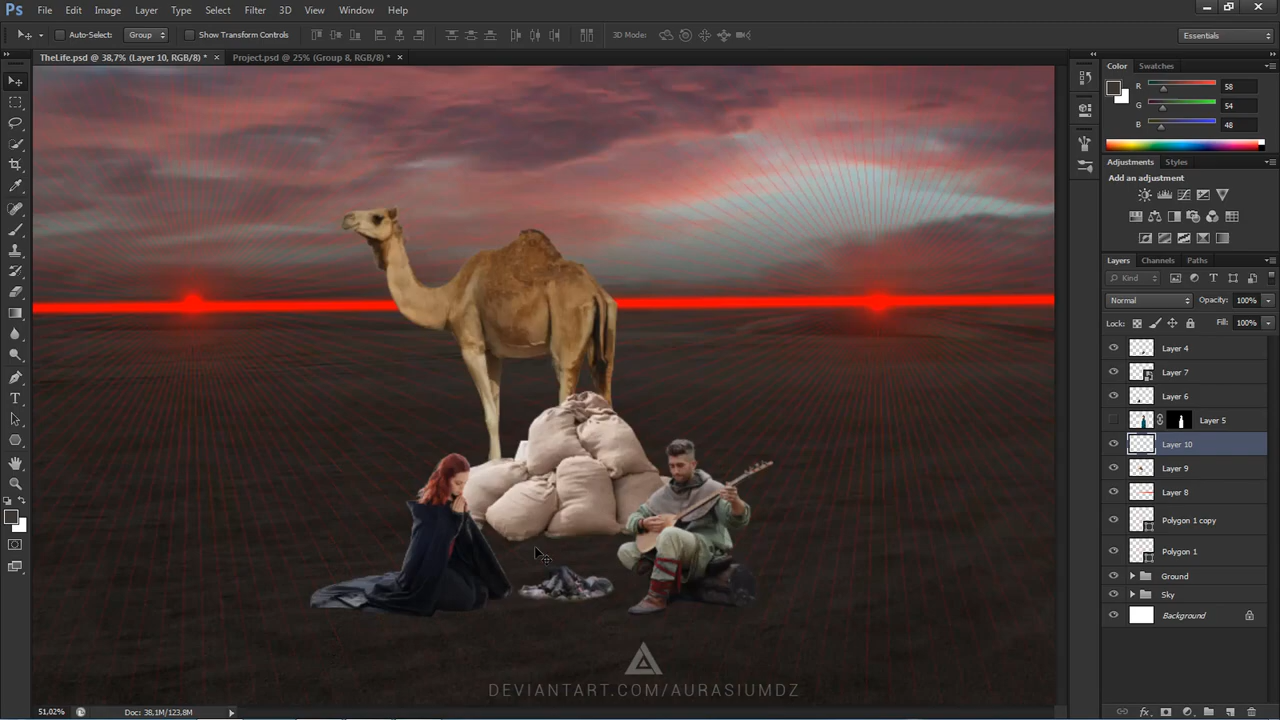 Ps File Edit Image Layer Type Select Filter 3D View Window Help
Auto-Select: Group Show Transform Controls 3D Mode: Essentials
TheLife.psd @ 38,7% (Layer 10, RGB/8) * × Project.psd @ 25% (Group 8, RGB/8) * ×
Color Swatches
R 58
G 54
B 48
Adjustments Styles
Add an adjustment
Layers Channels Paths
Kind
Normal Opacity: 100%
Lock: Fill: 100%
Layer 4
Layer 7
Layer 6
Layer 5
Layer 10
Layer 9
Layer 8
Polygon 1 copy
Polygon 1
Ground
Sky
Background
DEVIANTART.COM/AURASIUMDZ
51,02% Doc: 38,1M/123,8M